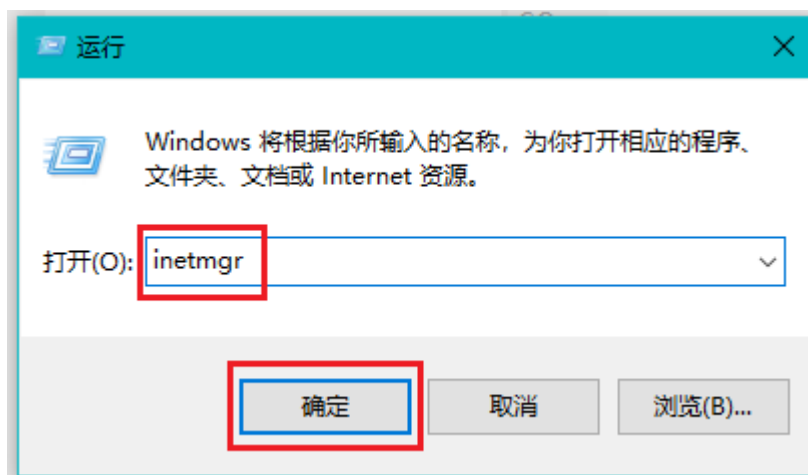 运行
Windows 将根据你所输入的名称，为你打开相应的程序、
文件夹、文档或 Internet 资源。
打开(O): inetmgr
确定 取消 浏览(B)...